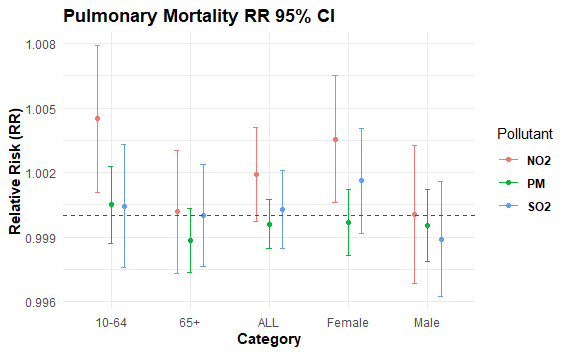 Pulmonary Mortality RR 95% CI
Relative Risk (RR)
1.008
1.005
1.002
0.999
0.996
10-64
65+
ALL
Female
Male
Category
Pollutant
NO2
PM
SO2